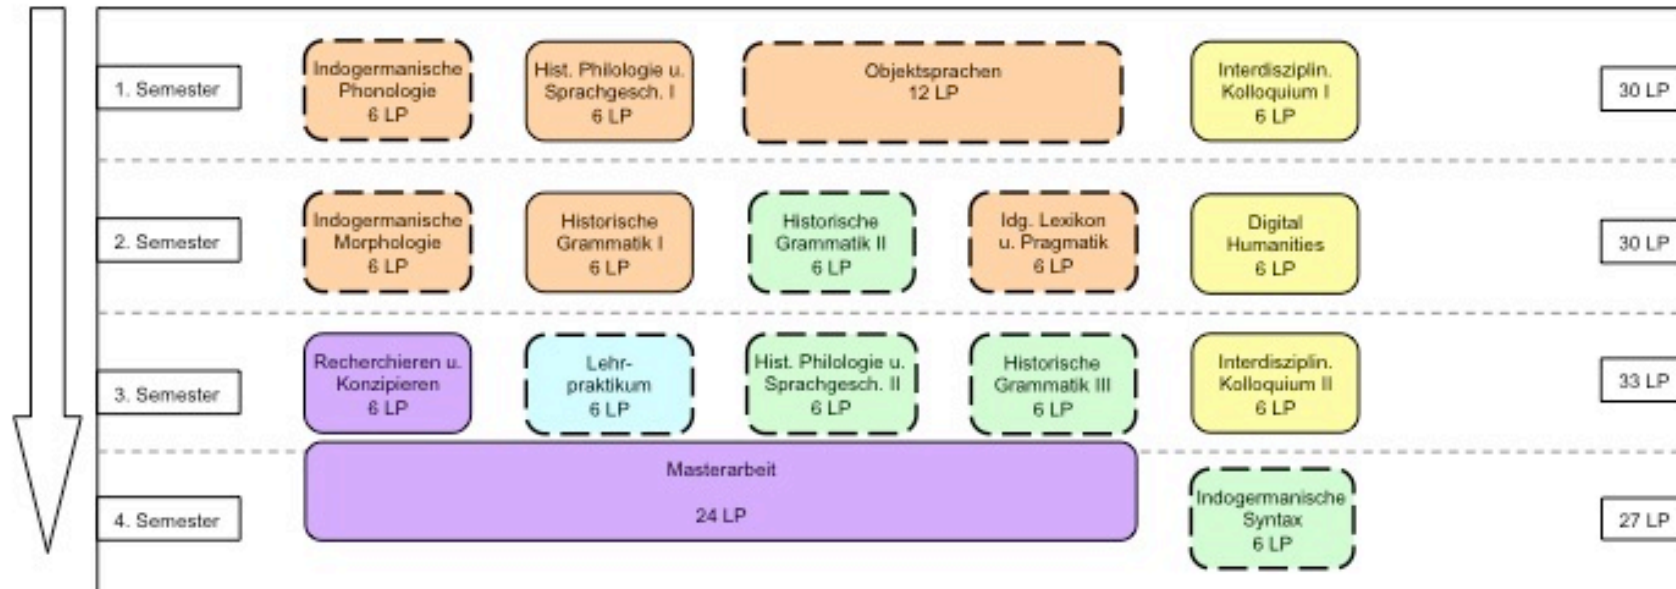 1. Semester
Indogermanische
Phonologie
6 LP
Hist. Philologie u.
Sprachgesch. I
6 LP
Objektsprachen
12 LP
Interdisziplin.
Kolloquium I
6 LP
30 LP
2. Semester
Indogermanische
Morphologie
6 LP
Historische
Grammatik I
6 LP
Historische
Grammatik II
6 LP
Idg. Lexikon
u. Pragmatik
6 LP
Digital
Humanities
6 LP
30 LP
3. Semester
Recherchieren u.
Konzipieren
6 LP
Lehr-
praktikum
6 LP
Hist. Philologie u.
Sprachgesch. II
6 LP
Historische
Grammatik III
6 LP
Interdisziplin.
Kolloquium II
6 LP
33 LP
4. Semester
Masterarbeit
24 LP
Indogermanische
Syntax
6 LP
27 LP